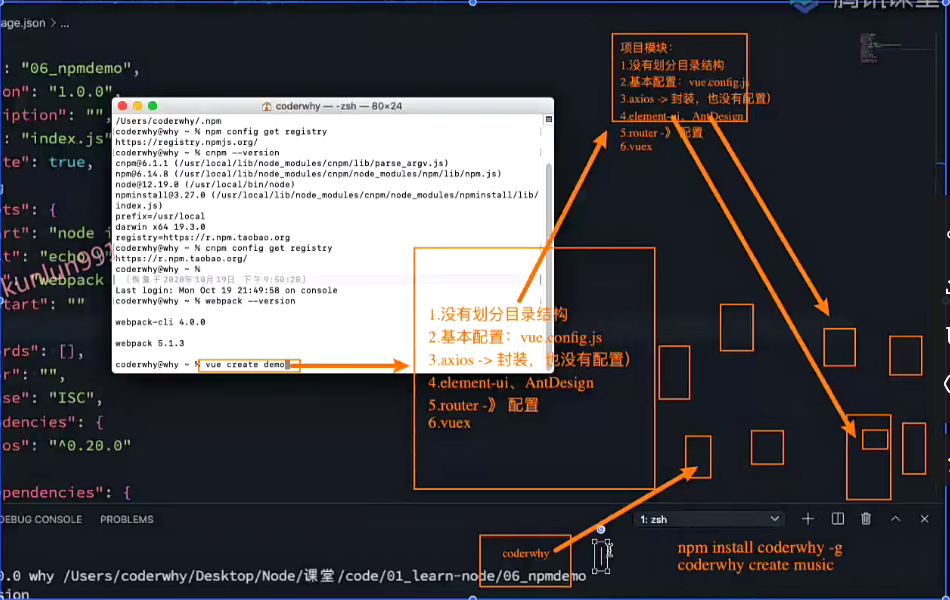 age.json > ...
腾讯课堂
: "06_npmdemo",
on": "1.0.0",
iption": "",
: "index.js"
te": true,
ts": {
art": "node i
t": "echo
": "webpack
tart": ""
rds": [],
r": "",
se": "ISC",
dencies": {
os": "^0.20.0"
pendencies": {
kunlun991
coderwhy — -zsh — 80×24
/Users/coderwhy/.npm
coderwhy@why ~ % npm config get registry
https://registry.npmjs.org/
coderwhy@why ~ % cnpm --version
cnpm@6.1.1 (/usr/local/lib/node_modules/cnpm/lib/parse_argv.js)
npm@6.14.8 (/usr/local/lib/node_modules/cnpm/node_modules/npm/lib/npm.js)
node@12.19.0 (/usr/local/bin/node)
npminstall@3.27.0 (/usr/local/lib/node_modules/cnpm/node_modules/npminstall/lib/
index.js)
prefix=/usr/local
darwin x64 19.3.0
registry=https://r.npm.taobao.org
coderwhy@why ~ % cnpm config get registry
https://r.npm.taobao.org/
coderwhy@why ~ %
[恢复于2020年10月19日 下午9:50:20]
Last login: Mon Oct 19 21:49:58 on console
coderwhy@why ~ % webpack --version
webpack-cli 4.0.0
webpack 5.1.3
coderwhy@why ~ % vue create demo
项目模块：
1.没有划分目录结构
2.基本配置：vue.config.js
3.axios -> 封装，也没有配置）
4.element-ui、AntDesign
5.router -》 配置
6.vuex
1.没有划分目录结构
2.基本配置：vue.config.js
3.axios -> 封装，也没有配置）
4.element-ui、AntDesign
5.router -》 配置
6.vuex
DEBUG CONSOLE PROBLEMS
1: zsh
coderwhy
npm install coderwhy -g
coderwhy create music
0.0 why /Users/coderwhy/Desktop/Node/课堂/code/01_learn-node/06_npmdemo
sion